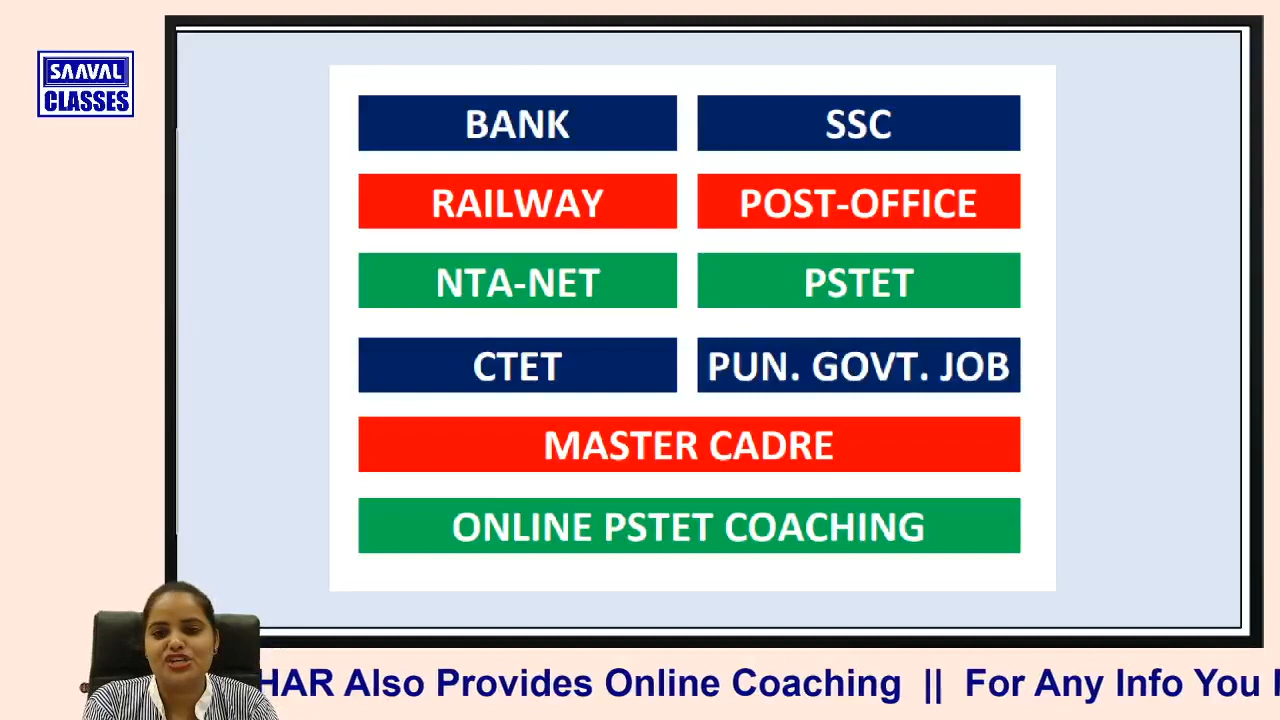 SAAVAL
CLASSES
BANK
SSC
RAILWAY
POST-OFFICE
NTA-NET
PSTET
CTET
PUN. GOVT. JOB
MASTER CADRE
ONLINE PSTET COACHING
HAR Also Provides Online Coaching || For Any Info You